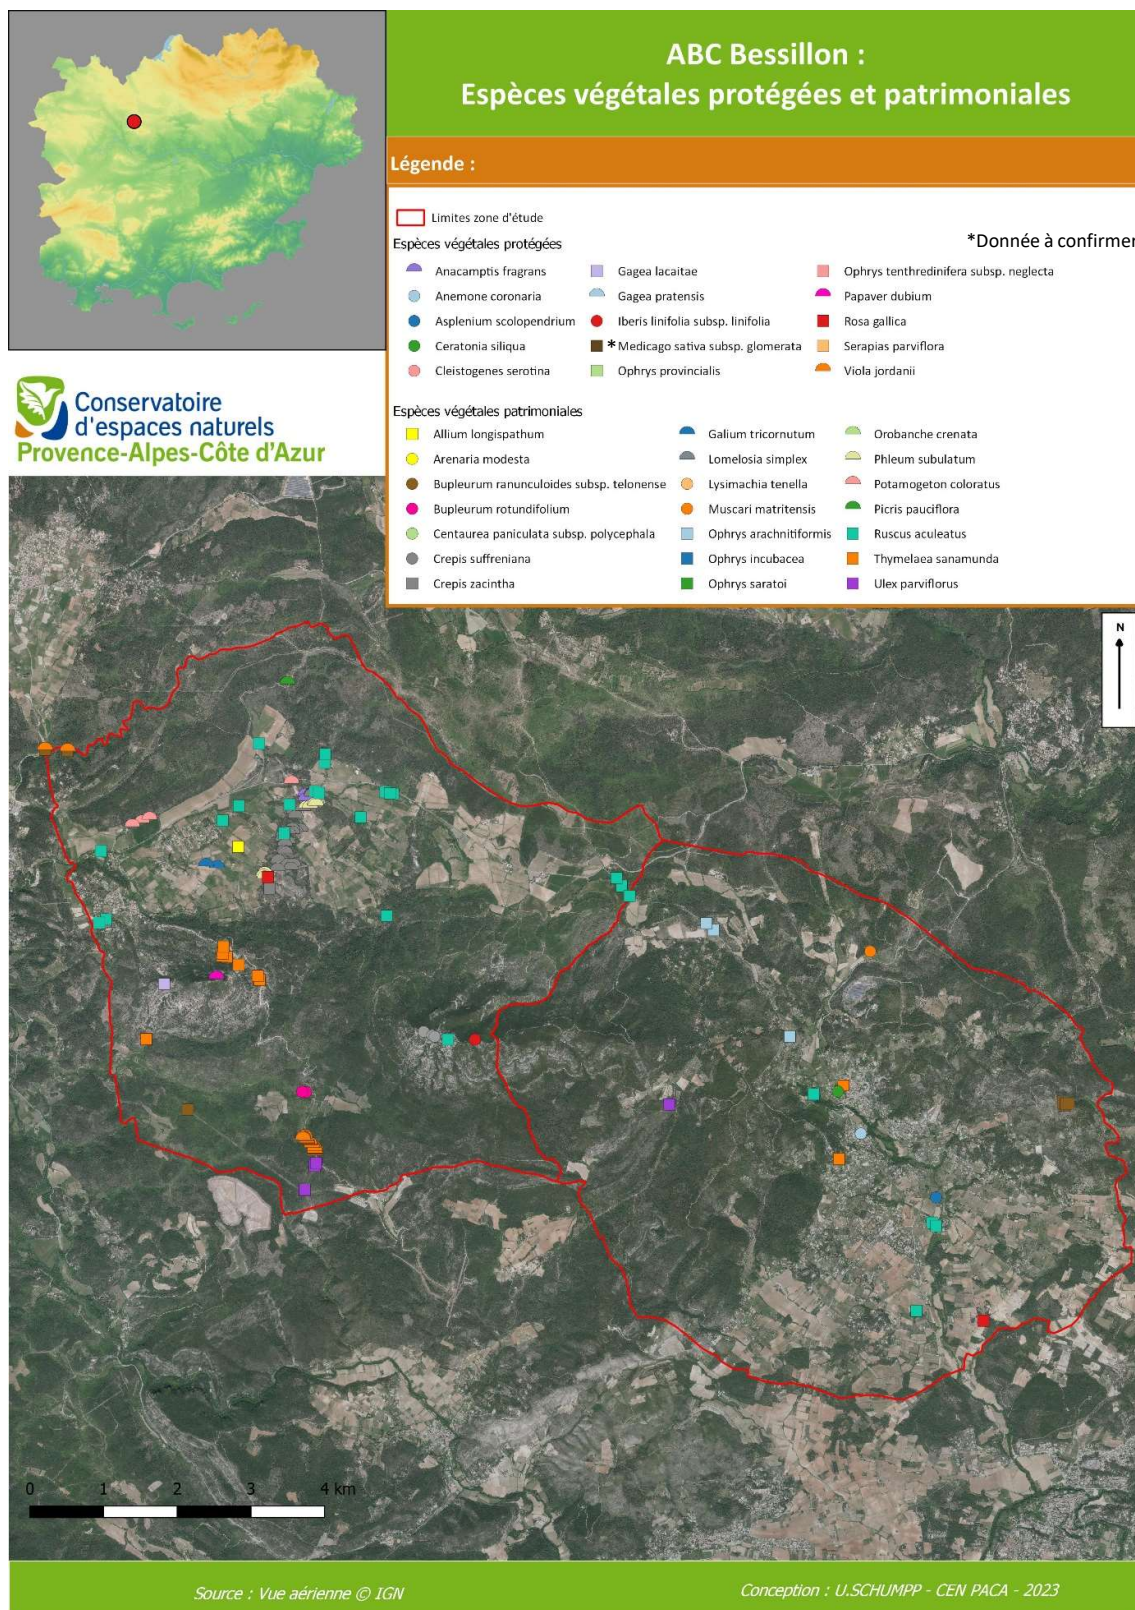 ABC Bessillon :
Espèces végétales protégées et patrimoniales
Légende :
Limites zone d'étude
Espèces végétales protégées
*Donnée à confirmer
Anacamptis fragrans
Anemone coronaria
Asplenium scolopendrium
Ceratonia siliqua
Cleistogenes serotina
Gagea lacaitae
Gagea pratensis
Iberis linifolia subsp. linifolia
*Medicago sativa subsp. glomerata
Ophrys provincialis
Ophrys tenthredinifera subsp. neglecta
Papaver dubium
Rosa gallica
Serapias parviflora
Viola jordanii
Conservatoire
d'espaces naturels
Provence-Alpes-Côte d'Azur
Espèces végétales patrimoniales
Allium longispathum
Arenaria modesta
Bupleurum ranunculoides subsp. telonense
Bupleurum rotundifolium
Centaurea paniculata subsp. polycephala
Crepis suffreniana
Crepis zacintha
Galium tricornutum
Lomelosia simplex
Lysimachia tenella
Muscari matritensis
Ophrys arachnitiformis
Ophrys incubacea
Ophrys saratoi
Orobanche crenata
Phleum subulatum
Potamogeton coloratus
Picris pauciflora
Ruscus aculeatus
Thymelaea sanamunda
Ulex parviflorus
N
0 1 2 3 4 km
Source : Vue aérienne © IGN
Conception : U.SCHUMPP - CEN PACA - 2023